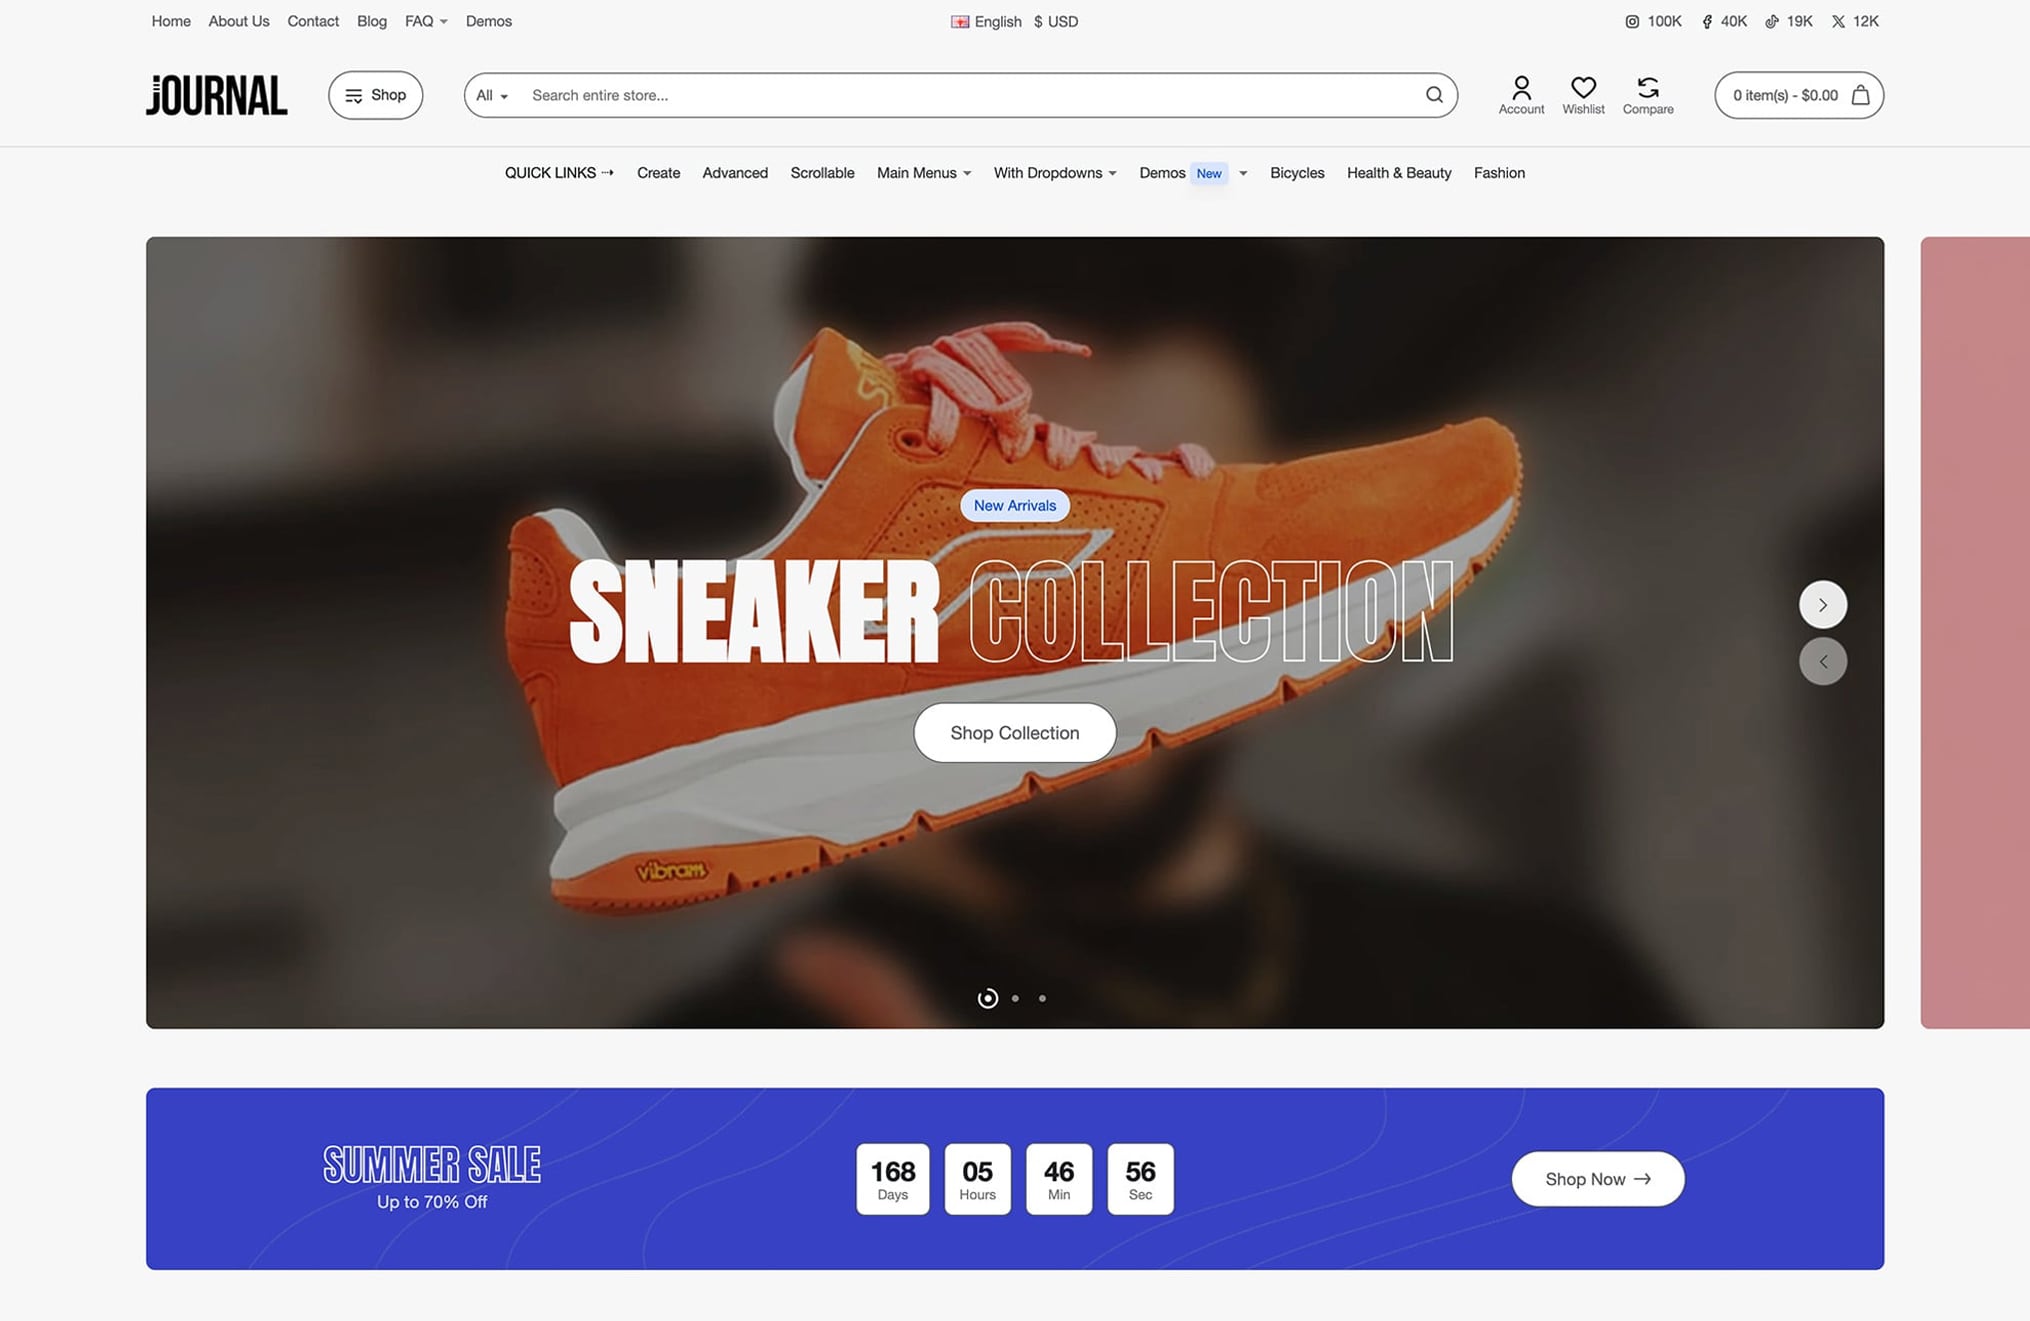 Home About Us Contact Blog FAQ Demos English $ USD 100K 40K 19K 12K
JOURNAL Shop All Search entire store... Account Wishlist Compare 0 item(s) - $0.00
QUICK LINKS ⇢ Create Advanced Scrollable Main Menus With Dropdowns Demos New Bicycles Health & Beauty Fashion
New Arrivals
SNEAKER COLLECTION
Shop Collection
vibram
SUMMER SALE
Up to 70% Off
168 05 46 56
Days Hours Min Sec
Shop Now →